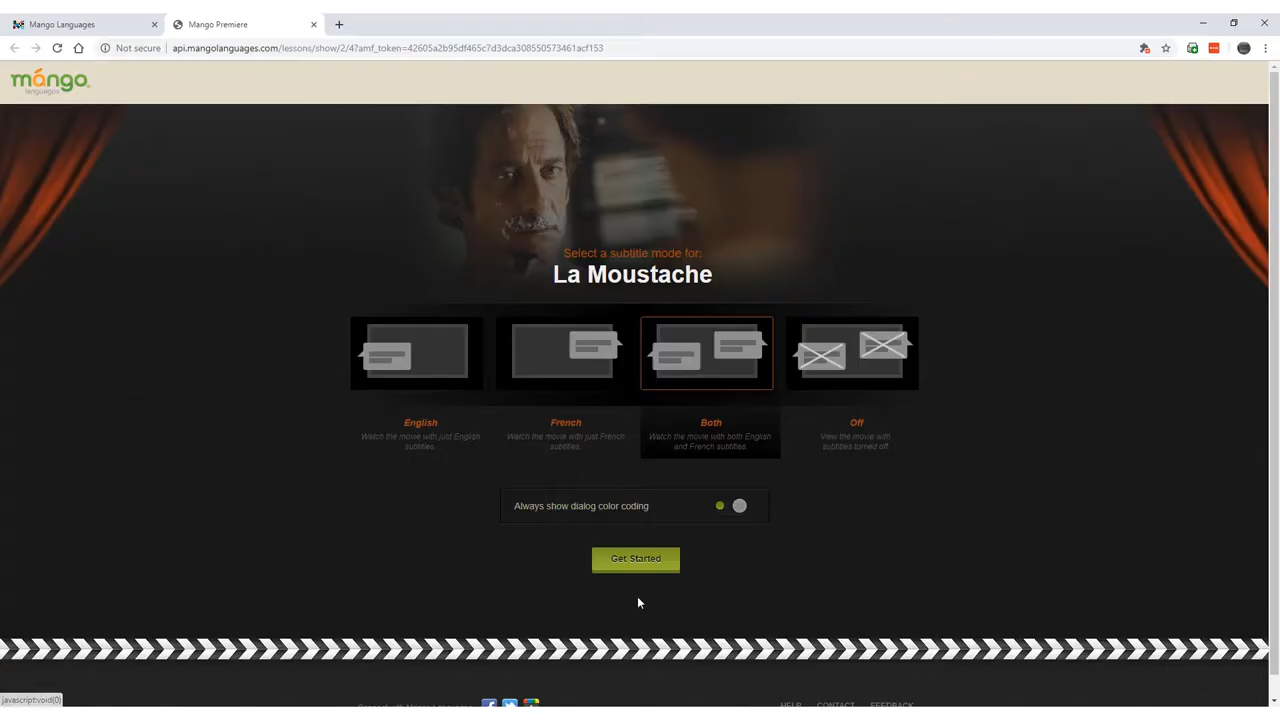 Mango Languages
Mango Premiere
Not secure
api.mangolanguages.com/lessons/show/2/47amf_token=42605a2b95df465c7d3dca308550573461acf153
mango
languages
Select a subtitle mode for:
La Moustache
English
Watch the movie with just English
subtitles.
French
Watch the movie with just French
subtitles.
Both
Watch the movie with both English
and French subtitles.
Off
View the movie with
subtitles turned off.
Always show dialog color coding
Get Started
javascript:void(0)
HELP
CONTACT
FEEDBACK